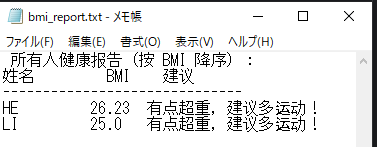 bmi_report.txt - メモ帳
ファイル(F) 編集(E) 書式(O) 表示(V) ヘルプ(H)
所有人健康报告 (按 BMI 降序) :
姓名 BMI 建议
----------------------------
HE 26.23 有点超重，建议多运动！
LI 25.0 有点超重，建议多运动！